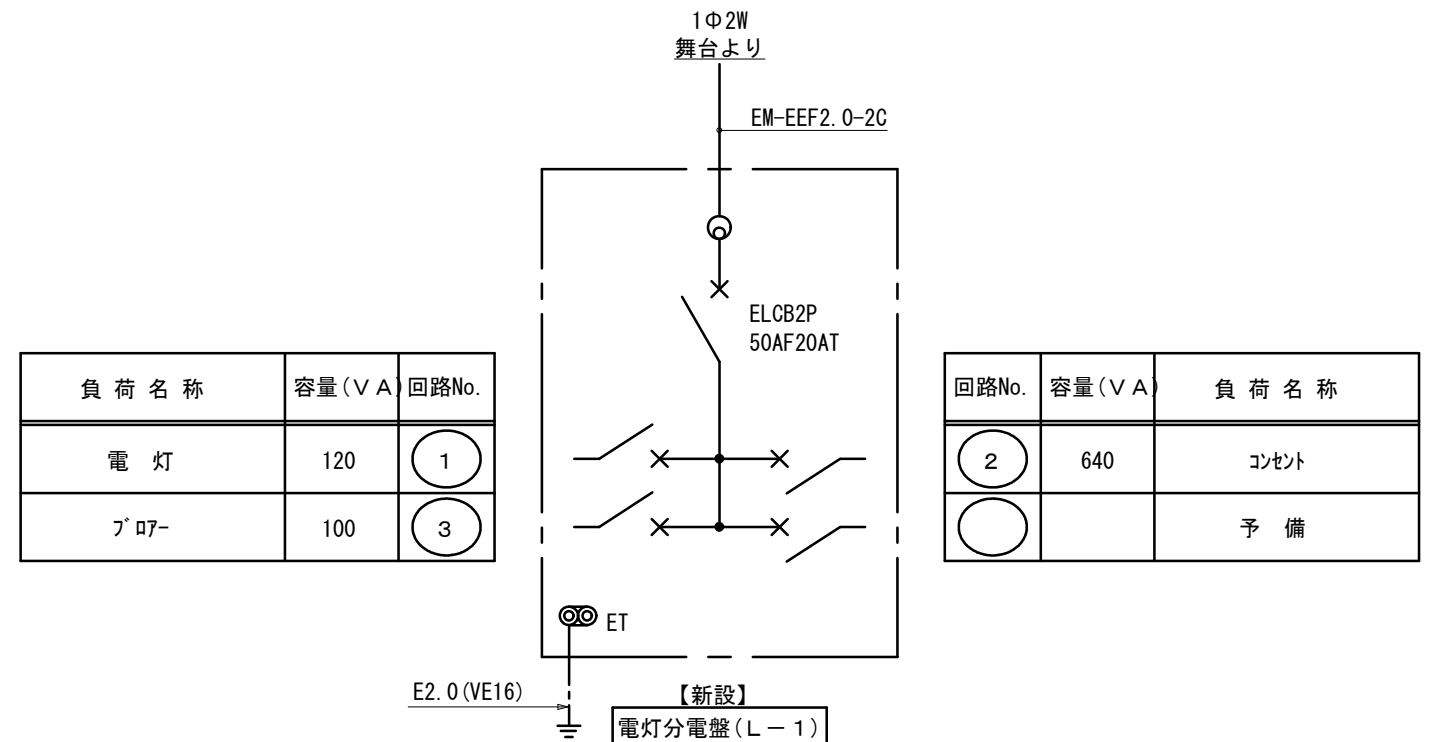 1Φ2W
舞台より
EM-EEF2.0-2C
ELCB2P
50AF20AT
負荷名称 容量(VA) 回路No.
電灯 120 1
ブロアー 100 3
回路No. 容量(VA) 負荷名称
2 640 コンセント
予備
ET
E2.0(VE16)
【新設】
電灯分電盤(L-1)